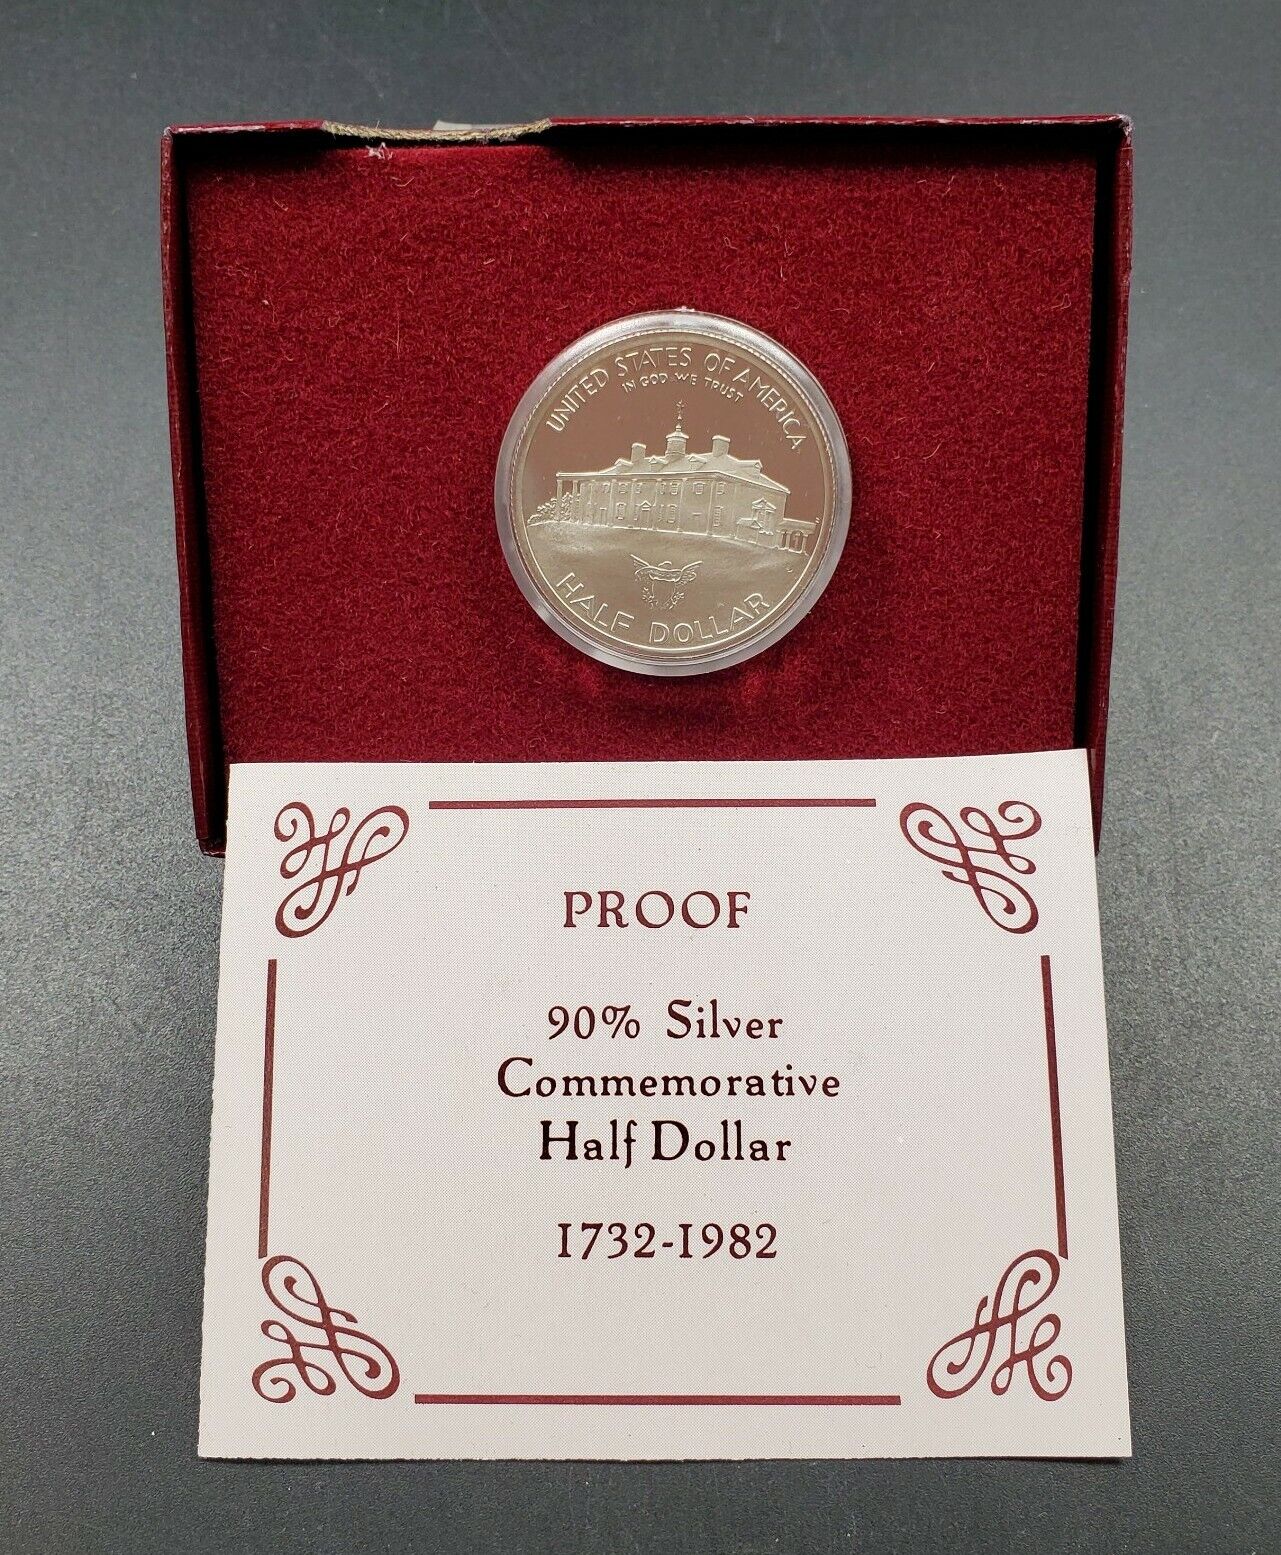 UNITED STATES OF AMERICA
IN GOD WE TRUST
HALF DOLLAR
PROOF
90% Silver
Commemorative
Half Dollar
1732-1982